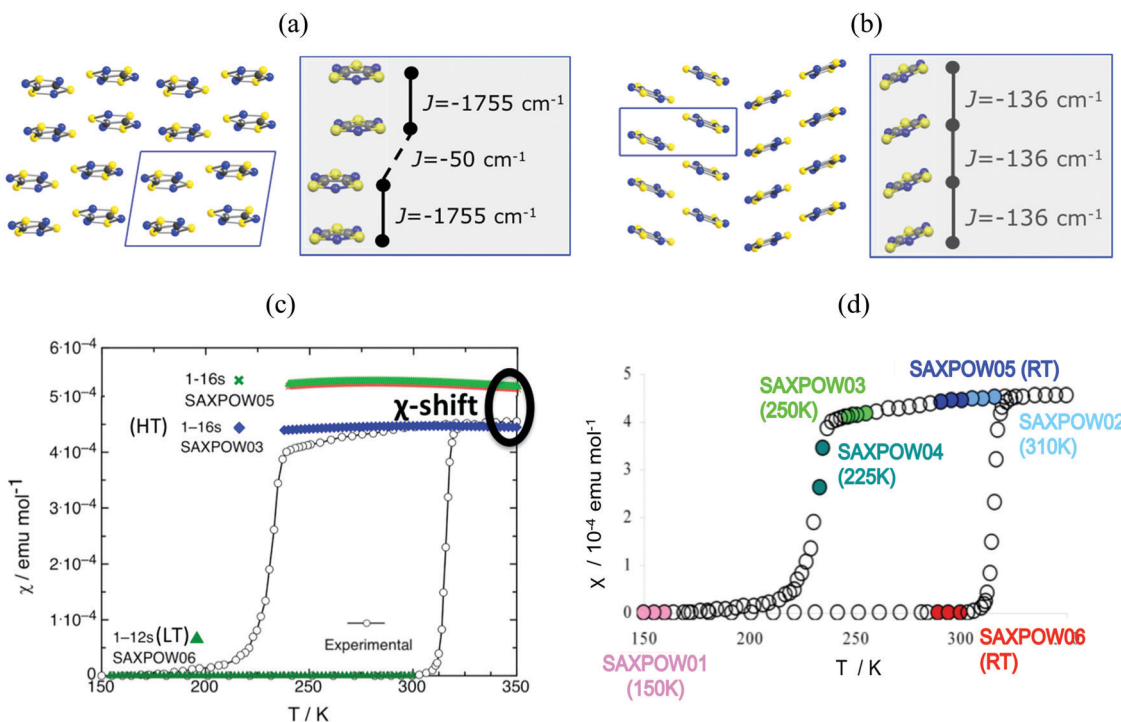 (a)
(b)
J=-1755 cm⁻¹
J=-50 cm⁻¹
J=-1755 cm⁻¹
J=-136 cm⁻¹
J=-136 cm⁻¹
J=-136 cm⁻¹
(c)
(d)
6·10⁻⁴
5·10⁻⁴
4·10⁻⁴
3·10⁻⁴
2·10⁻⁴
1·10⁻⁴
0
χ / emu mol⁻¹
1-16s
SAXPOW05
χ-shift
(HT)
1–16s
SAXPOW03
1–12s (LT)
SAXPOW06
Experimental
150 200 250 300 350
T / K
5
4
3
2
1
0
χ / 10⁻⁴ emu mol⁻¹
SAXPOW05 (RT)
SAXPOW03
(250K)
SAXPOW02
(310K)
SAXPOW04
(225K)
SAXPOW06
(RT)
150 200 250 300
SAXPOW01
(150K)
T / K